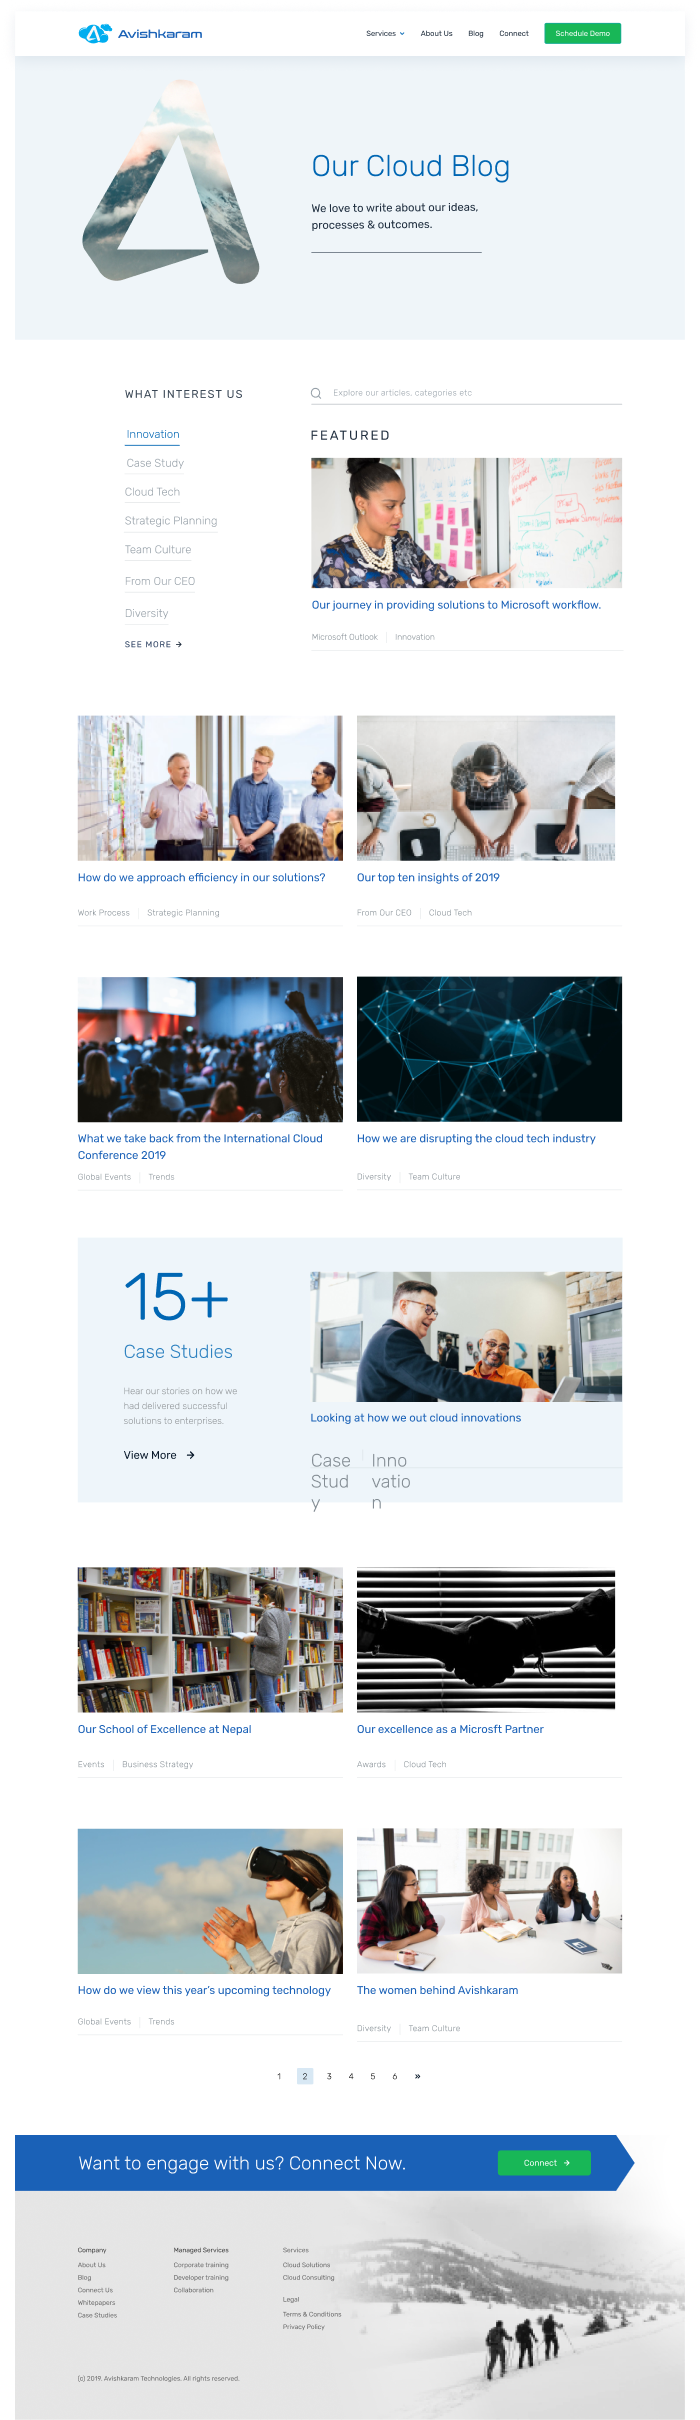 Avishkaram
Services
About Us
Blog
Connect
Schedule Demo
Our Cloud Blog
We love to write about our ideas,
processes & outcomes.
WHAT INTEREST US
Innovation
Case Study
Cloud Tech
Strategic Planning
Team Culture
From Our CEO
Diversity
SEE MORE →
Explore our articles, categories etc
FEATURED
Our journey in providing solutions to Microsoft workflow.
Microsoft Outlook | Innovation
How do we approach efficiency in our solutions?
Work Process | Strategic Planning
Our top ten insights of 2019
From Our CEO | Cloud Tech
What we take back from the International Cloud
Conference 2019
Global Events | Trends
How we are disrupting the cloud tech industry
Diversity | Team Culture
15+
Case Studies
Hear our stories on how we
had delivered successful
solutions to enterprises.
View More →
Looking at how we out cloud innovations
Case
Stud
y
Inno
vatio
n
Our School of Excellence at Nepal
Events | Business Strategy
Our excellence as a Microsft Partner
Awards | Cloud Tech
How do we view this year's upcoming technology
Global Events | Trends
The women behind Avishkaram
Diversity | Team Culture
1 2 3 4 5 6 »
Want to engage with us? Connect Now.
Connect →
Company
About Us
Blog
Connect Us
Whitepapers
Case Studies
Managed Services
Corporate training
Developer training
Collaboration
Services
Cloud Solutions
Cloud Consulting
Legal
Terms & Conditions
Privacy Policy
(c) 2019. Avishkaram Technologies. All rights reserved.